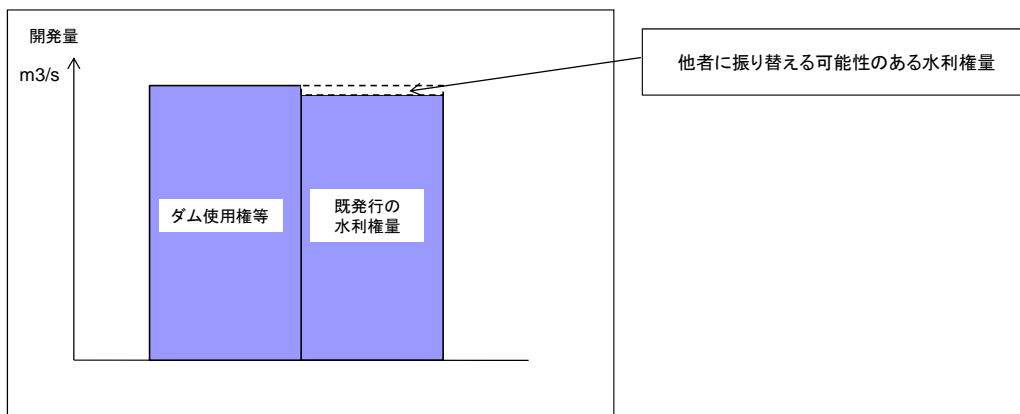 開発量
m3/s
他者に振り替える可能性のある水利権量
ダム使用権等
既発行の
水利権量